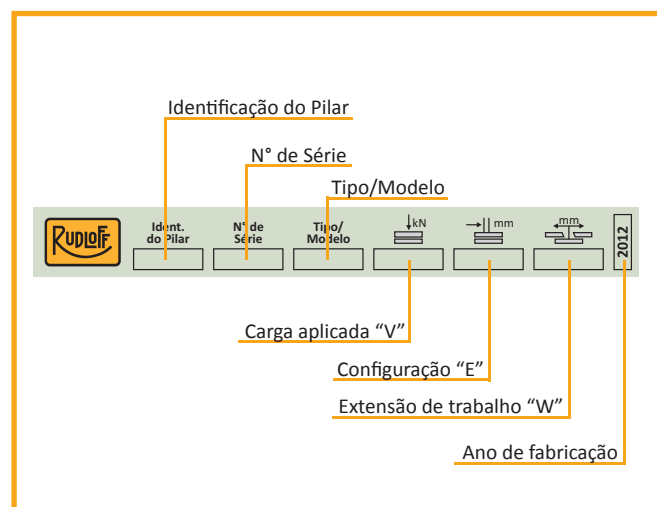 Identificação do Pilar
N° de Série
Tipo/Modelo
RUDLOFF
Ident.
do Pilar
N° de
Série
Tipo/
Modelo
kN
mm
mm
2012
Carga aplicada “V”
Configuração “E”
Extensão de trabalho “W”
Ano de fabricação